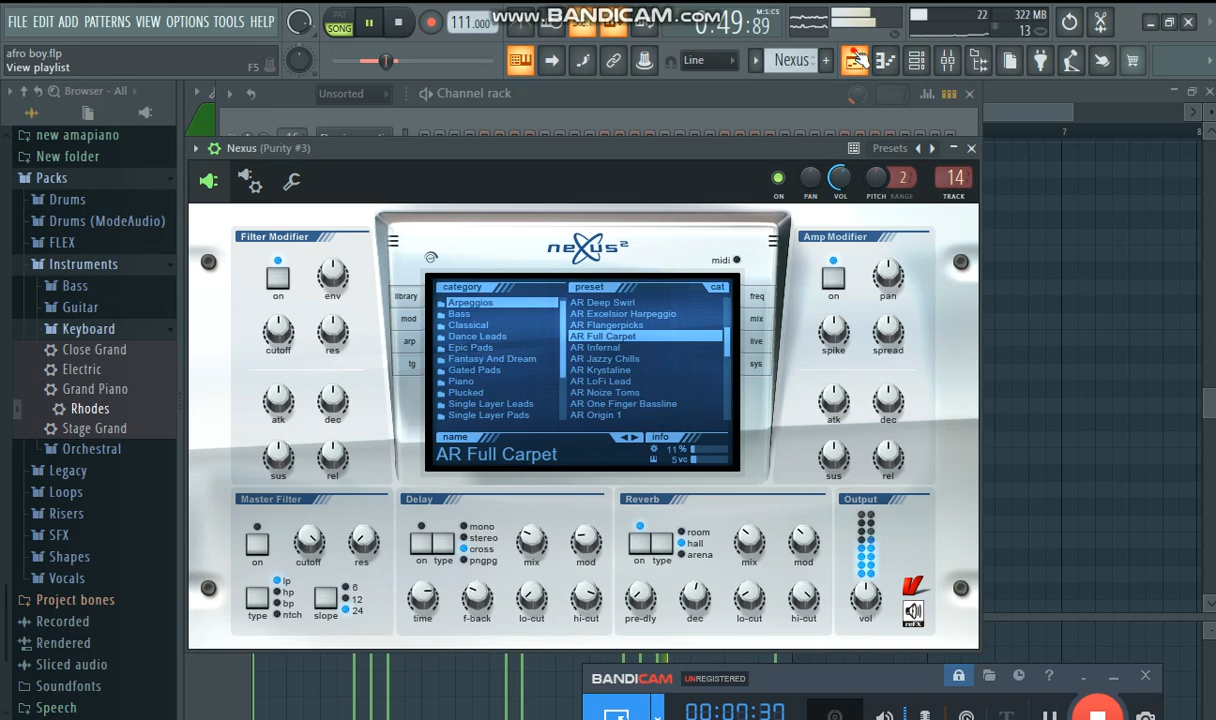 FILE EDIT ADD PATTERNS VIEW OPTIONS TOOLS HELP
PAT
SONG
111.000
www.BANDICAM.com
0:49:89
M:S:CS
22
322 MB
13
afro boy.flp
View playlist
F5
Line
Nexus
Browser - All
Unsorted
Channel rack
7
8
new amapiano
New folder
Packs
Drums
Drums (ModeAudio)
FLEX
Instruments
Bass
Guitar
Keyboard
Close Grand
Electric
Grand Piano
Rhodes
Stage Grand
Orchestral
Legacy
Loops
Risers
SFX
Shapes
Vocals
Project bones
Recorded
Rendered
Sliced audio
Soundfonts
Speech
Nexus (Purity #3)
Presets
ON
PAN
VOL
PITCH
RANGE
2
14
TRACK
Filter Modifier
on
env
cutoff
res
atk
dec
sus
rel
nexus2
midi
library
mod
arp
tg
freq
mix
live
sys
category
Arpeggios
Bass
Classical
Dance Leads
Epic Pads
Fantasy And Dream
Gated Pads
Piano
Plucked
Single Layer Leads
Single Layer Pads
preset
cat
AR Deep Swirl
AR Excelsior Harpeggio
AR Flangerpicks
AR Full Carpet
AR Infernal
AR Jazzy Chills
AR Krystaline
AR LoFi Lead
AR Noize Toms
AR One Finger Bassline
AR Origin 1
name
info
AR Full Carpet
11 %
5 vc
Amp Modifier
on
pan
spike
spread
atk
dec
sus
rel
Master Filter
on
cutoff
res
type
lp
hp
bp
ntch
slope
6
12
24
Delay
on
type
mono
stereo
cross
pngpg
mix
mod
time
f-back
lo-cut
hi-cut
Reverb
on
type
room
hall
arena
mix
mod
pre-dly
dec
lo-cut
hi-cut
Output
vol
reFX
BANDICAM
UNREGISTERED
00:07:37